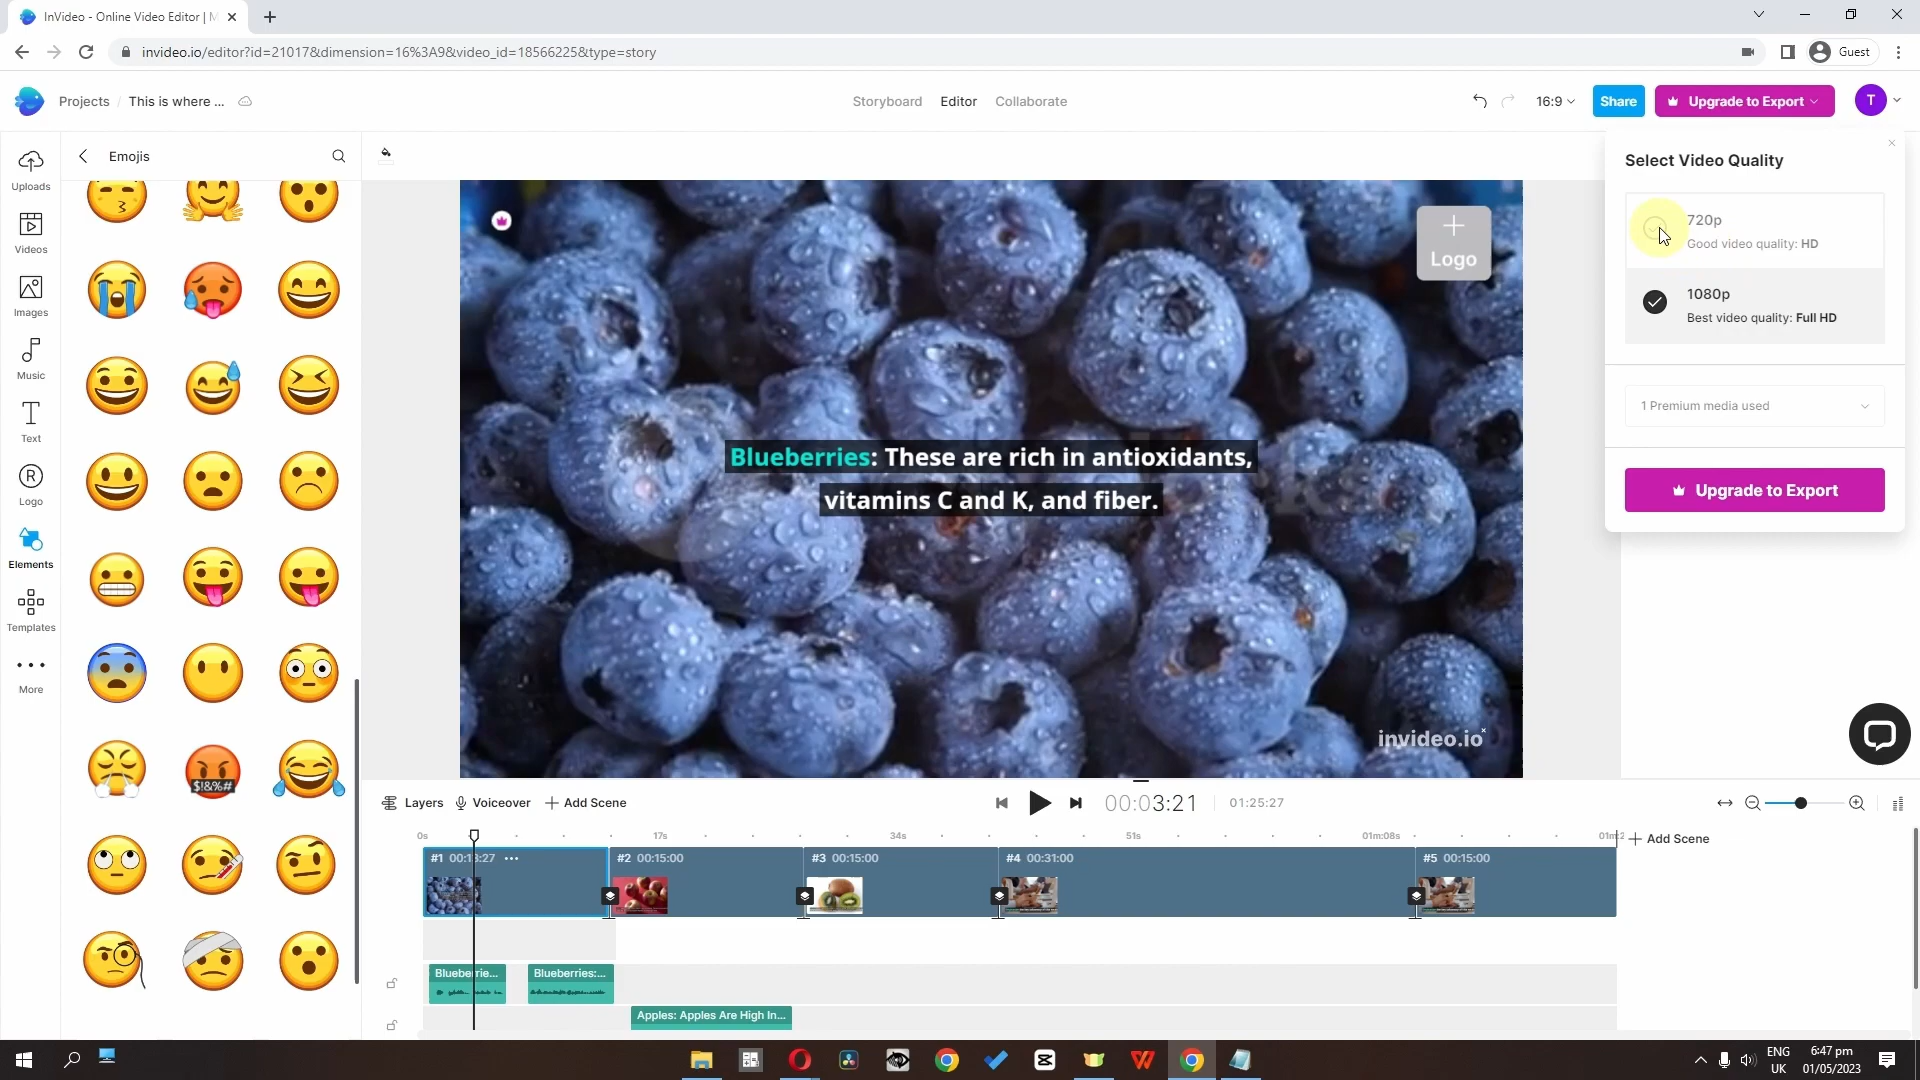 InVideo - Online Video Editor | M
invideo.io/editor?id=21017&dimension=16%3A9&video_id=18566225&type=story
Guest
Projects / This is where ...
Storyboard
Editor
Collaborate
16:9
Share
Upgrade to Export
T
Uploads
Videos
Images
Music
Text
R
Logo
Elements
Templates
More
Emojis
$!&%#
+
Logo
Blueberries: These are rich in antioxidants,
vitamins C and K, and fiber.
invideo.io
Select Video Quality
720p
Good video quality: HD
1080p
Best video quality: Full HD
1 Premium media used
Upgrade to Export
Layers
Voiceover
Add Scene
00:03:21
01:25:27
0s
17s
34s
51s
01m:08s
Add Scene
#1
#2 00:15:00
#3 00:15:00
#4 00:31:00
#5 00:15:00
Blueberrie...
Blueberries:...
Apples: Apples Are High In...
ENG
UK
6:47 pm
01/05/2023